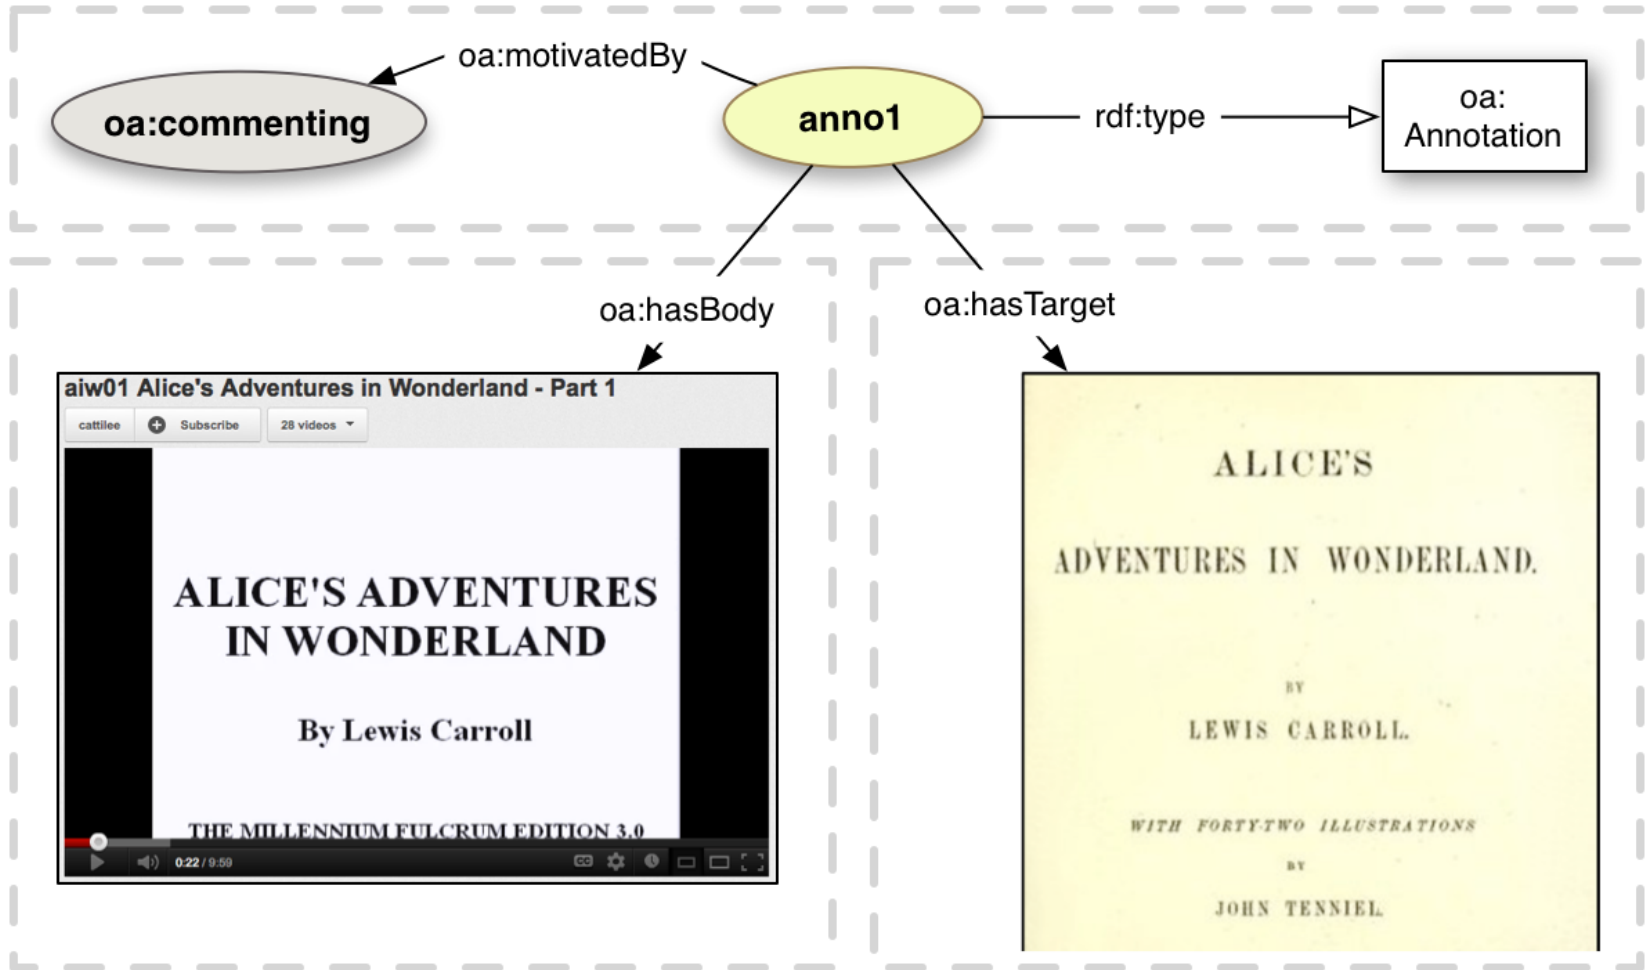 oa:motivatedBy
oa:commenting
anno1
rdf:type
oa:
Annotation
oa:hasBody
oa:hasTarget
aiw01 Alice's Adventures in Wonderland - Part 1
cattilee
Subscribe
28 videos
ALICE'S ADVENTURES
IN WONDERLAND
By Lewis Carroll
THE MILLENNIUM FULCRUM EDITION 3.0
0:22 / 9:59
CC
ALICE'S
ADVENTURES IN WONDERLAND.
BY
LEWIS CARROLL.
WITH FORTY-TWO ILLUSTRATIONS
BY
JOHN TENNIEL.